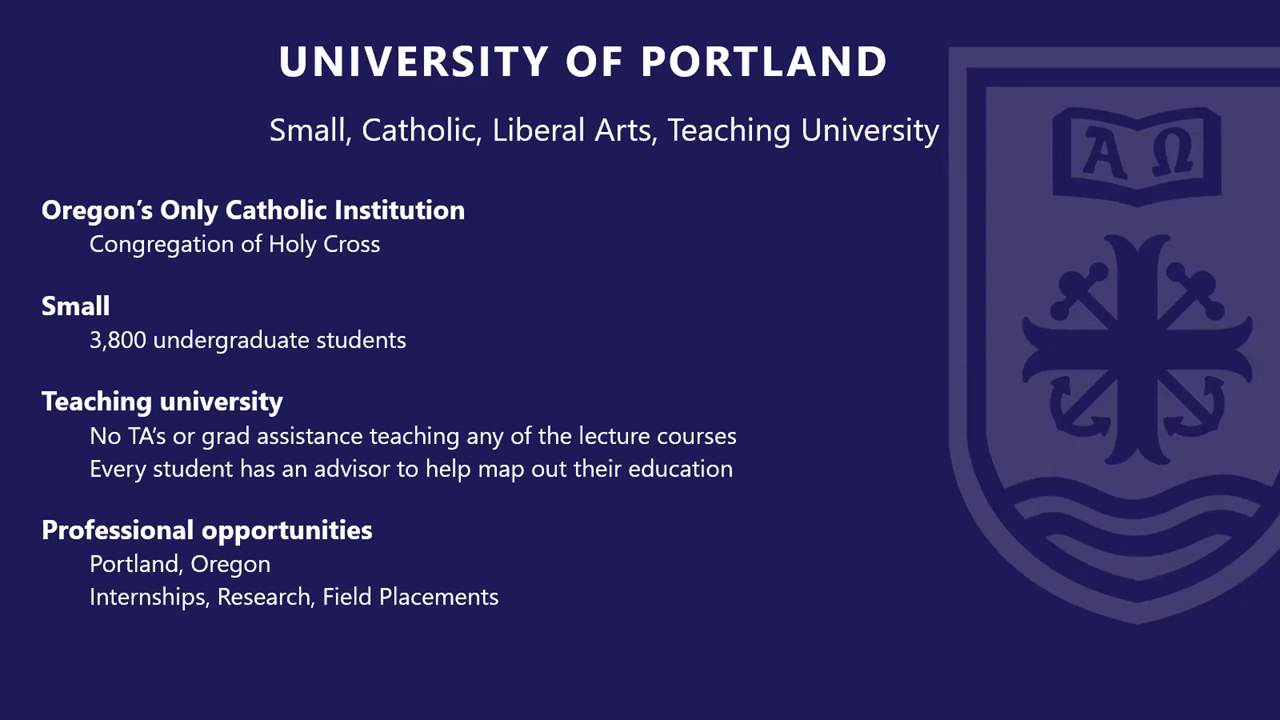 UNIVERSITY OF PORTLAND
Small, Catholic, Liberal Arts, Teaching University
Oregon’s Only Catholic Institution
Congregation of Holy Cross
Small
3,800 undergraduate students
Teaching university
No TA’s or grad assistance teaching any of the lecture courses
Every student has an advisor to help map out their education
Professional opportunities
Portland, Oregon
Internships, Research, Field Placements
Α Ω